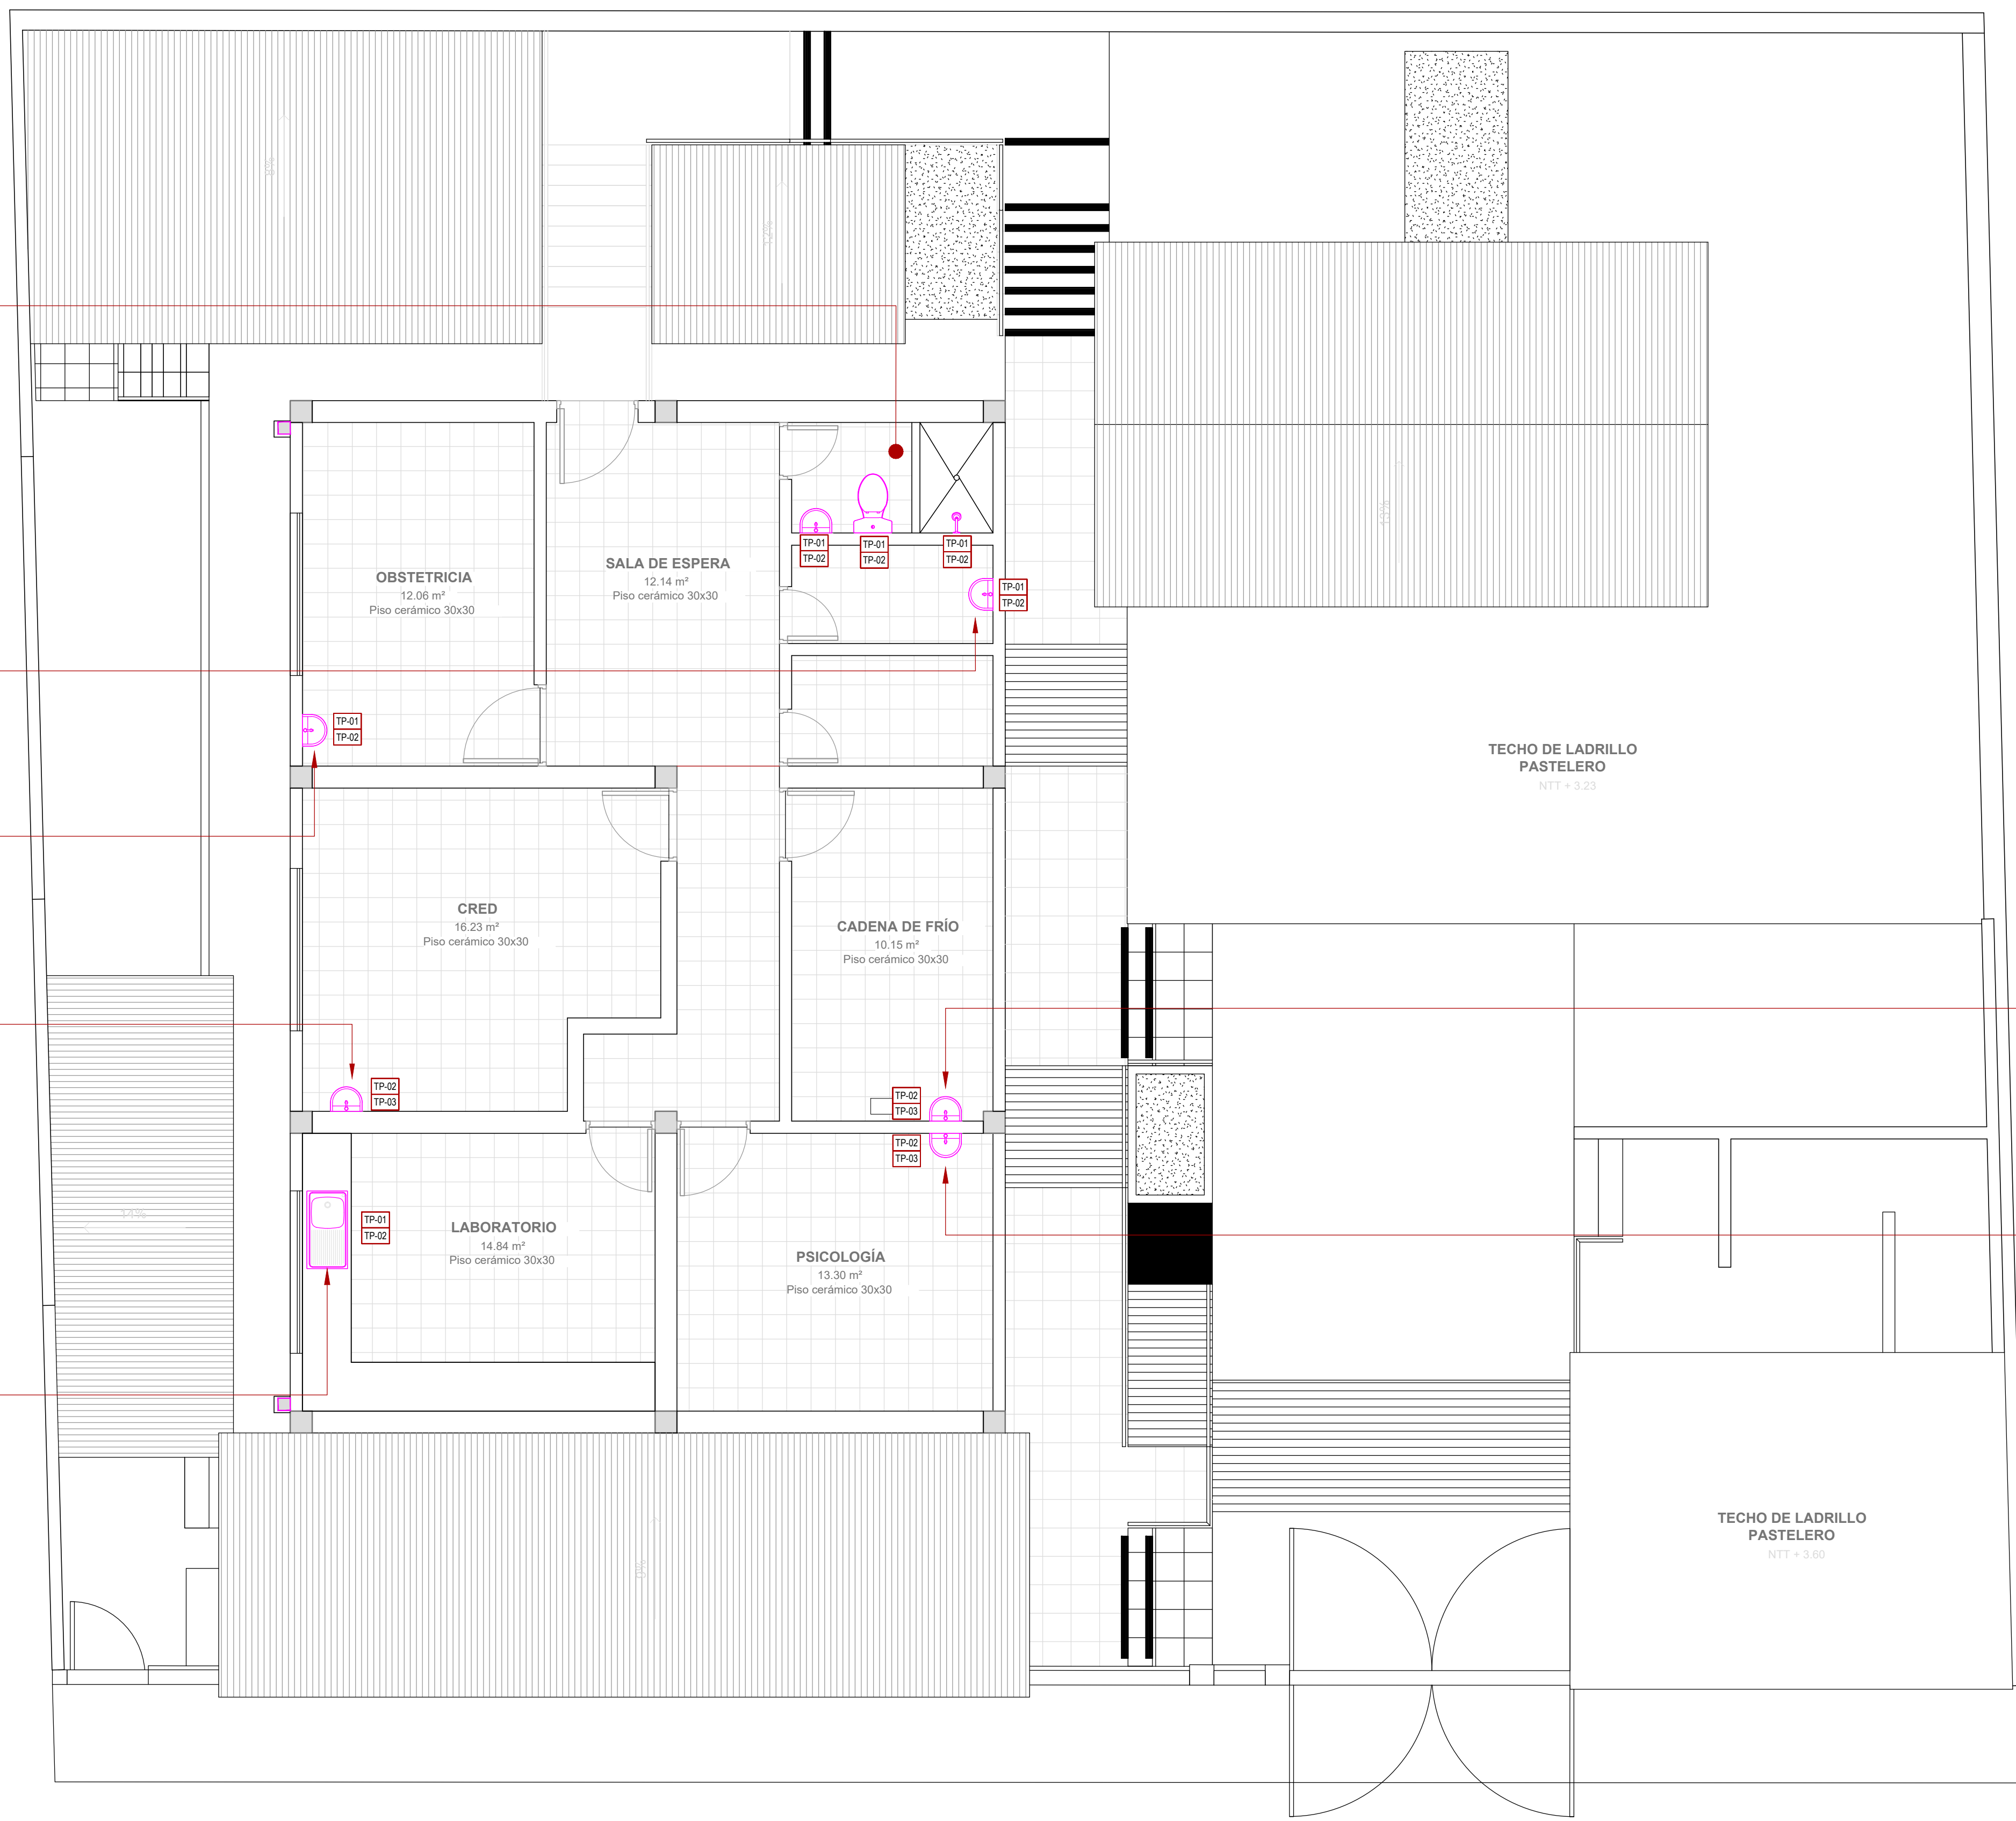 8%
12%
TP-01
TP-02
TP-01
TP-02
TP-01
TP-02
SALA DE ESPERA
12.14 m²
Piso cerámico 30x30
OBSTETRICIA
12.06 m²
Piso cerámico 30x30
TP-01
TP-02
TP-01
TP-02
TECHO DE LADRILLO
PASTELERO
NTT + 3.23
CRED
16.23 m²
Piso cerámico 30x30
CADENA DE FRÍO
10.15 m²
Piso cerámico 30x30
TP-02
TP-03
TP-02
TP-03
TP-02
TP-03
14%
TP-01
TP-02
LABORATORIO
14.84 m²
Piso cerámico 30x30
PSICOLOGÍA
13.30 m²
Piso cerámico 30x30
9%
TECHO DE LADRILLO
PASTELERO
NTT + 3.60